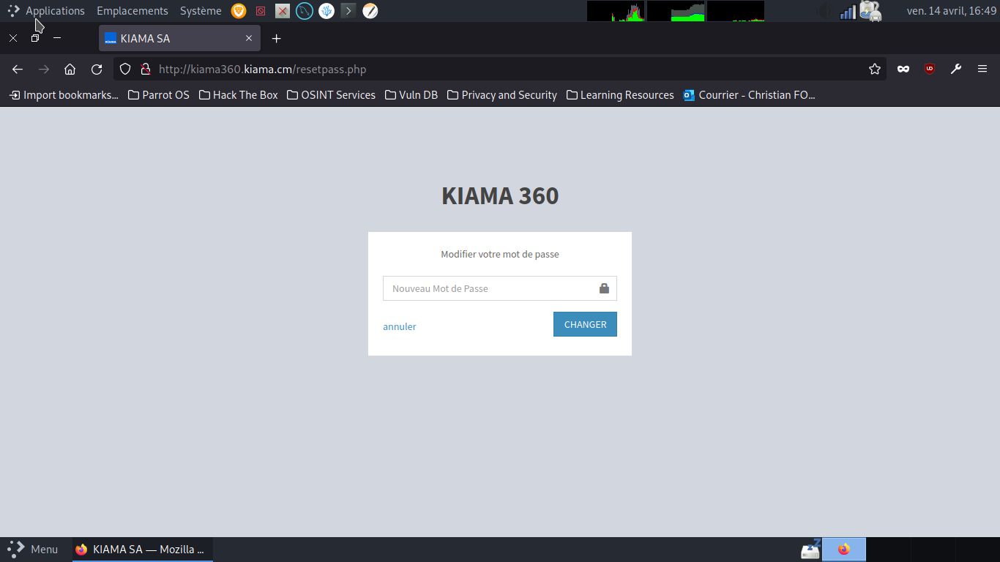 Applications Emplacements Système ven. 14 avril, 16:49
KIAMA SA
http://kiama360.kiama.cm/resetpass.php
Import bookmarks... Parrot OS Hack The Box OSINT Services Vuln DB Privacy and Security Learning Resources Courrier - Christian FO...
KIAMA 360
Modifier votre mot de passe
Nouveau Mot de Passe
annuler CHANGER
Menu KIAMA SA — Mozilla ...